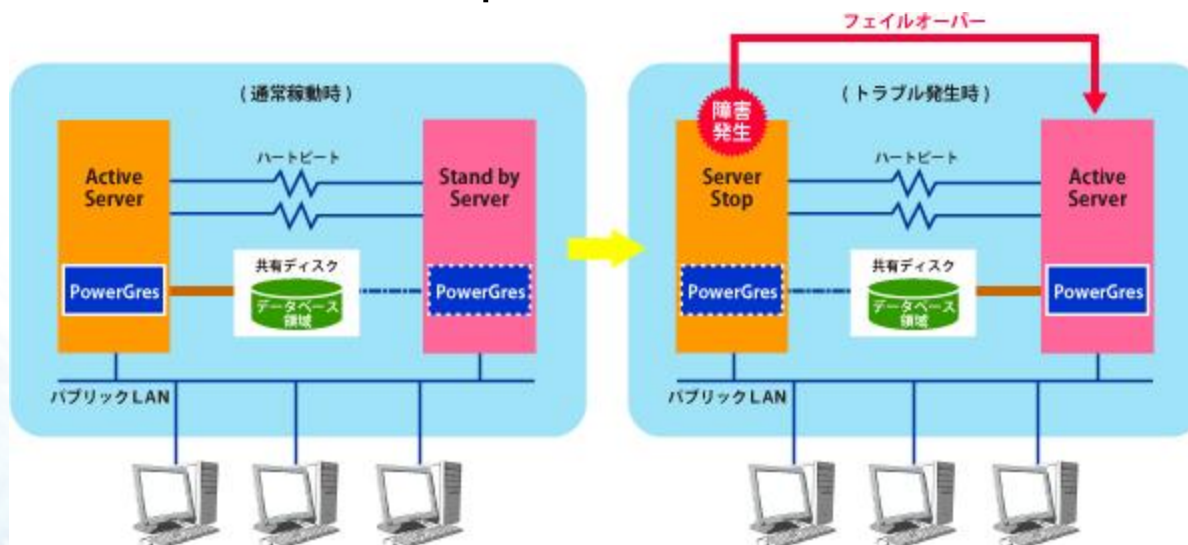 フェイルオーバー
(通常稼動時)
Active
Server
ハートビート
Stand by
Server
PowerGres
共有ディスク
データベース
領域
PowerGres
パブリックLAN
(トラブル発生時)
障害
発生
Server
Stop
ハートビート
Active
Server
PowerGres
共有ディスク
データベース
領域
PowerGres
パブリックLAN